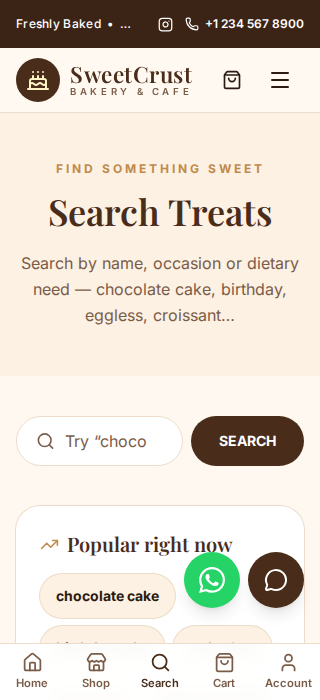 Freshly Baked • ...
+1 234 567 8900
SweetCrust
BAKERY & CAFE
FIND SOMETHING SWEET
Search Treats
Search by name, occasion or dietary
need — chocolate cake, birthday,
eggless, croissant...
Try “choco
SEARCH
Popular right now
chocolate cake
Home
Shop
Search
Cart
Account